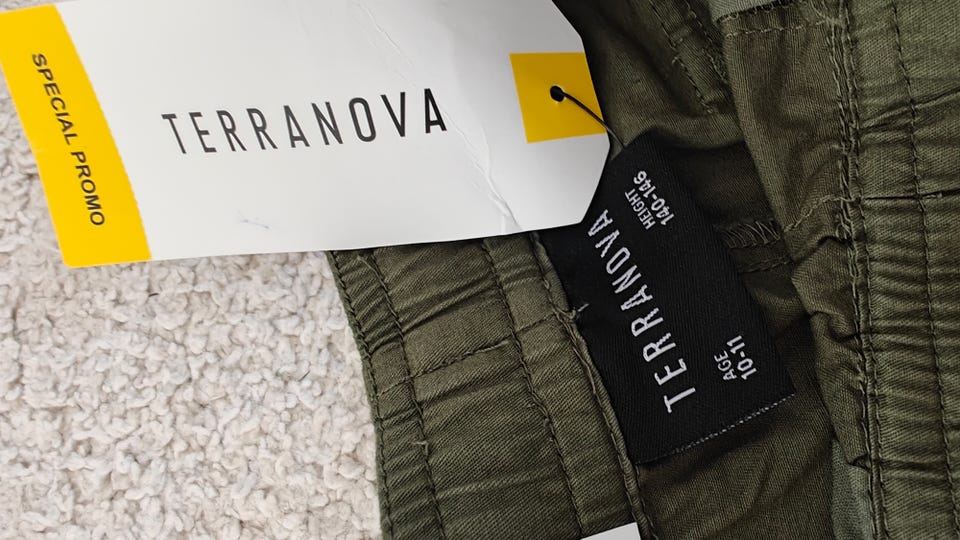 SPECIAL PROMO
TERRANOVA
TERRANOVA
AGE
10-11
HEIGHT
140-146